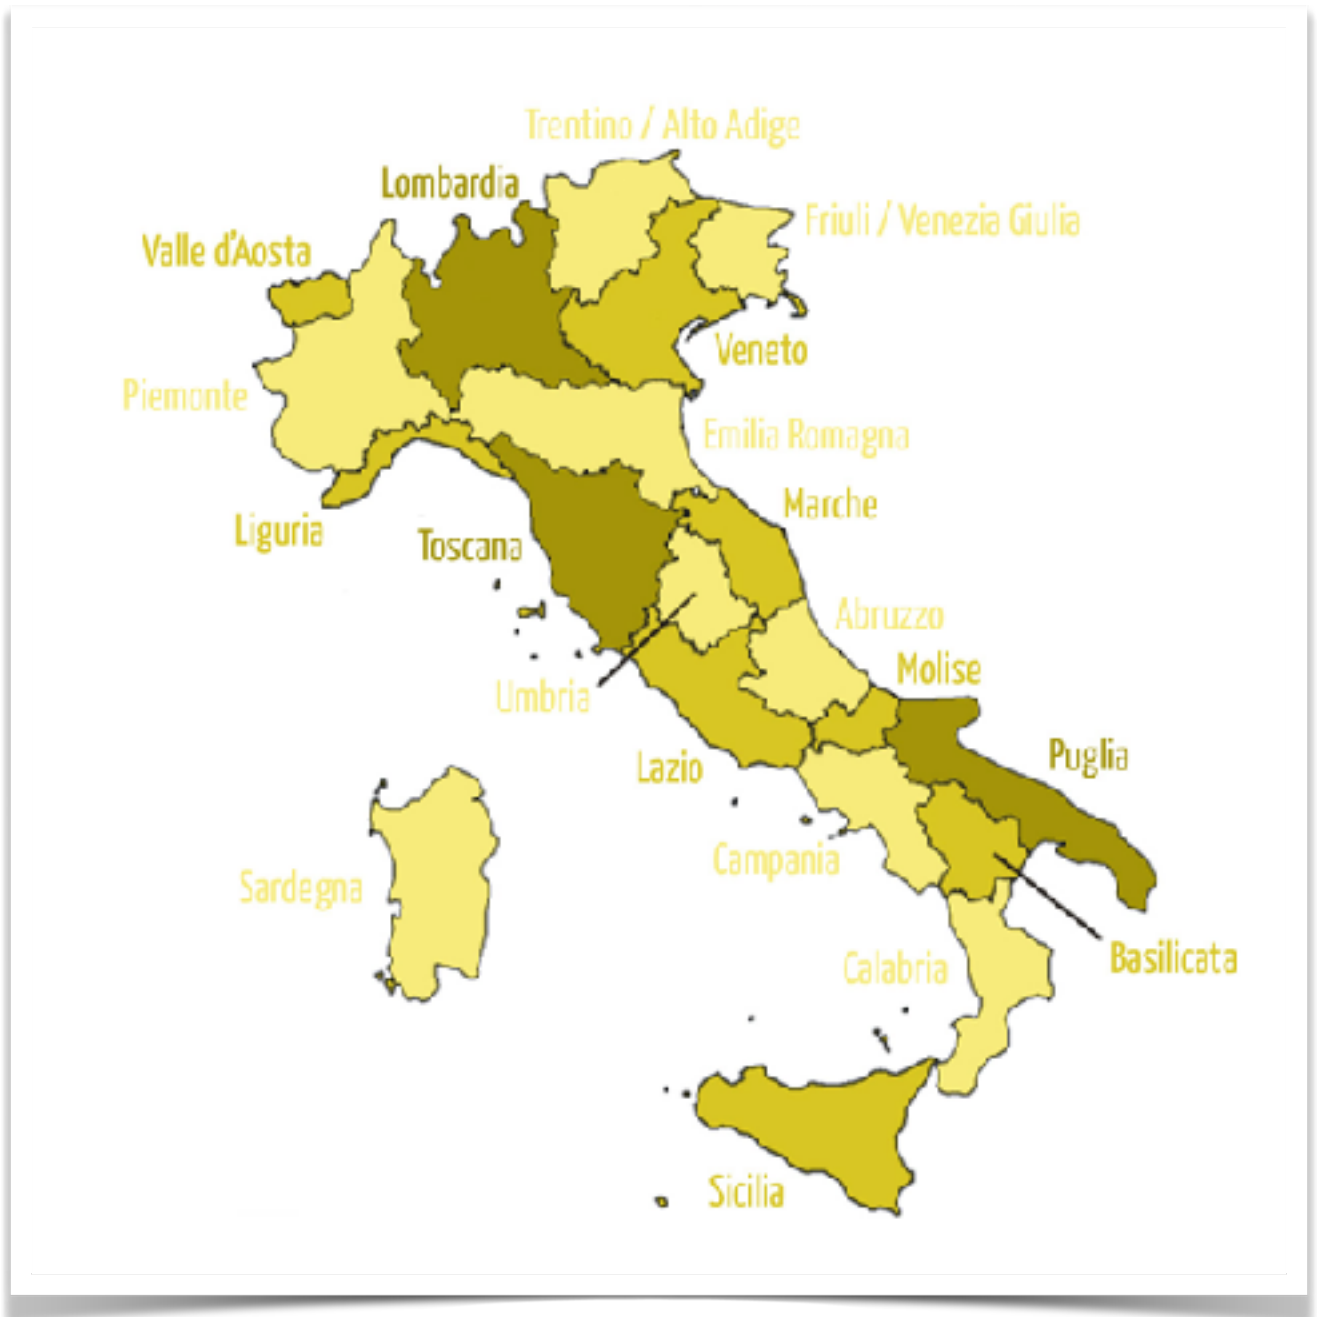 Trentino / Alto Adige
Lombardia
Friuli / Venezia Giulia
Valle d'Aosta
Veneto
Piemonte
Emilia Romagna
Marche
Liguria
Toscana
Abruzzo
Molise
Umbria
Puglia
Lazio
Campania
Sardegna
Basilicata
Calabria
Sicilia